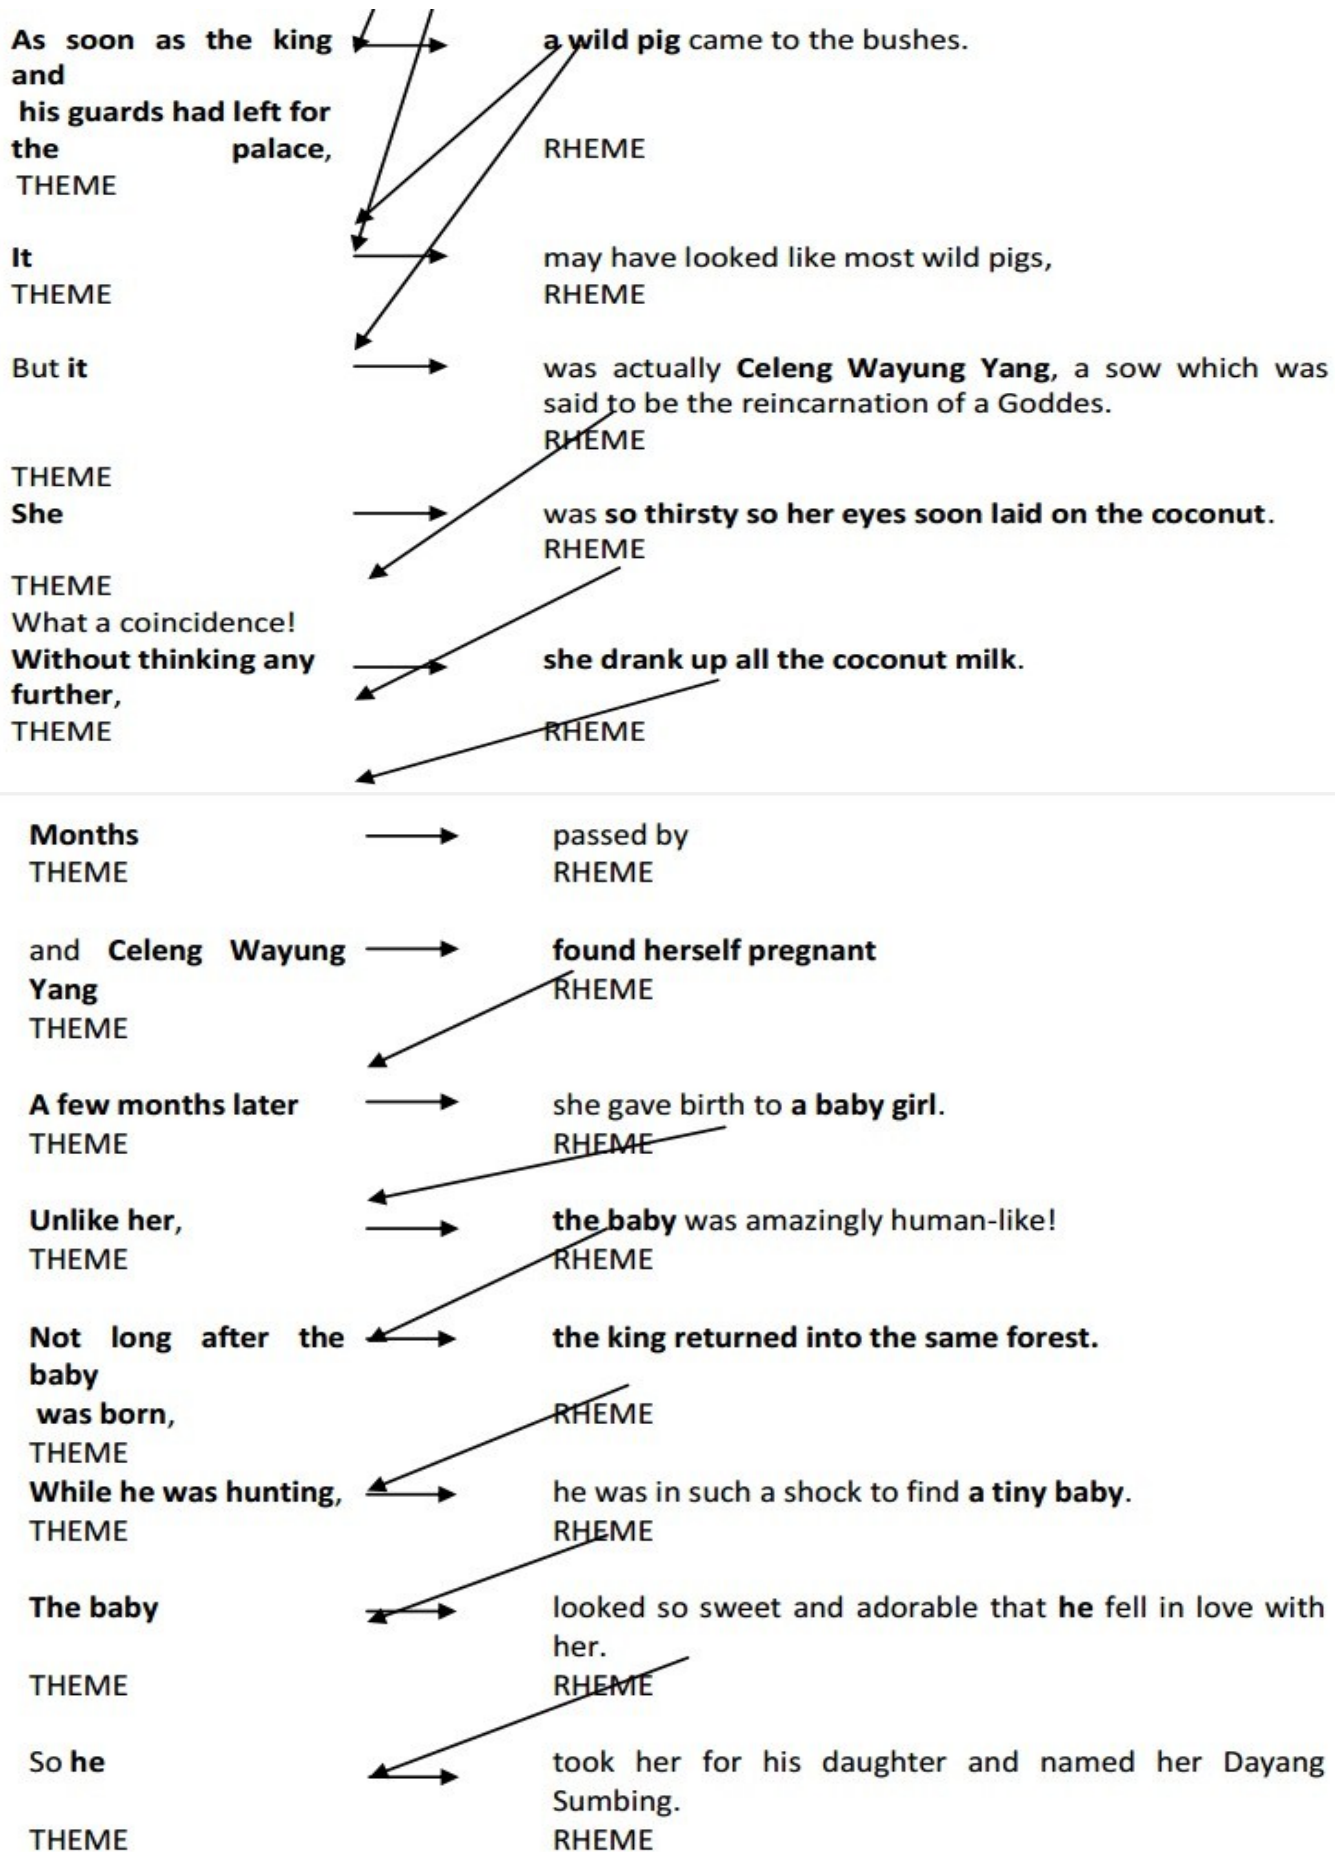 As soon as the king a wild pig came to the bushes.
and
his guards had left for
the palace, RHEME
THEME
It may have looked like most wild pigs,
THEME RHEME
But it was actually Celeng Wayung Yang, a sow which was
said to be the reincarnation of a Goddes.
RHEME
THEME
She was so thirsty so her eyes soon laid on the coconut.
RHEME
THEME
What a coincidence!
Without thinking any she drank up all the coconut milk.
further,
THEME RHEME
Months passed by
THEME RHEME
and Celeng Wayung found herself pregnant
Yang RHEME
THEME
A few months later she gave birth to a baby girl.
THEME RHEME
Unlike her, the baby was amazingly human-like!
THEME RHEME
Not long after the the king returned into the same forest.
baby
was born, RHEME
THEME
While he was hunting, he was in such a shock to find a tiny baby.
THEME RHEME
The baby looked so sweet and adorable that he fell in love with
her.
THEME RHEME
So he took her for his daughter and named her Dayang
Sumbing.
THEME RHEME